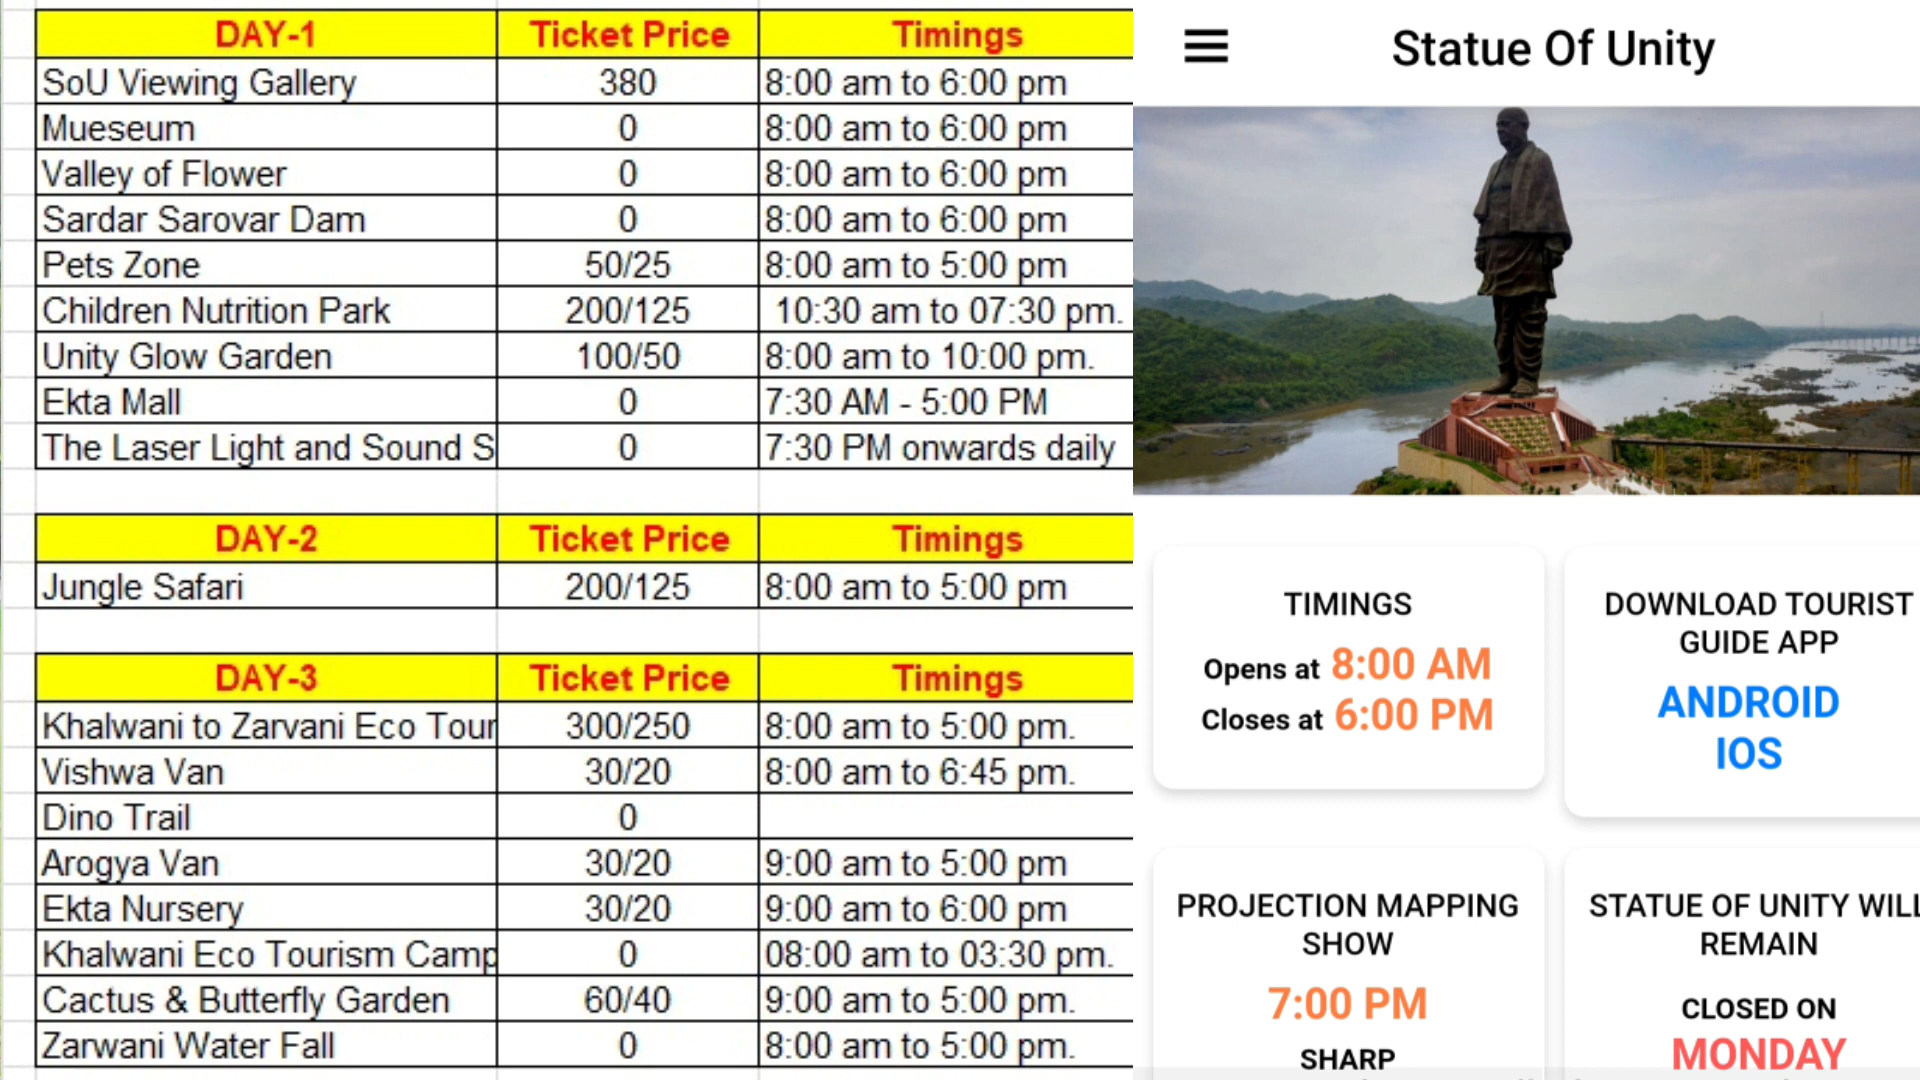 DAY-1 Ticket Price Timings
SoU Viewing Gallery 380 8:00 am to 6:00 pm
Mueseum 0 8:00 am to 6:00 pm
Valley of Flower 0 8:00 am to 6:00 pm
Sardar Sarovar Dam 0 8:00 am to 6:00 pm
Pets Zone 50/25 8:00 am to 5:00 pm
Children Nutrition Park 200/125 10:30 am to 07:30 pm.
Unity Glow Garden 100/50 8:00 am to 10:00 pm.
Ekta Mall 0 7:30 AM - 5:00 PM
The Laser Light and Sound S 0 7:30 PM onwards daily
DAY-2 Ticket Price Timings
Jungle Safari 200/125 8:00 am to 5:00 pm
DAY-3 Ticket Price Timings
Khalwani to Zarvani Eco Tour 300/250 8:00 am to 5:00 pm.
Vishwa Van 30/20 8:00 am to 6:45 pm.
Dino Trail 0
Arogya Van 30/20 9:00 am to 5:00 pm
Ekta Nursery 30/20 9:00 am to 6:00 pm
Khalwani Eco Tourism Camp 0 08:00 am to 03:30 pm.
Cactus & Butterfly Garden 60/40 9:00 am to 5:00 pm.
Zarwani Water Fall 0 8:00 am to 5:00 pm.
Statue Of Unity
TIMINGS
Opens at 8:00 AM
Closes at 6:00 PM
DOWNLOAD TOURIST
GUIDE APP
ANDROID
IOS
PROJECTION MAPPING
SHOW
7:00 PM
SHARP
STATUE OF UNITY WILL
REMAIN
CLOSED ON
MONDAY